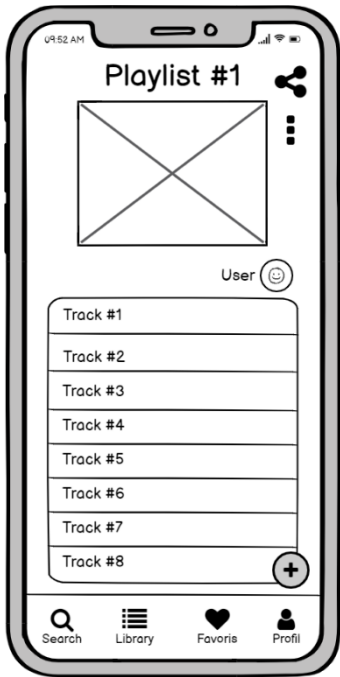 09:52 AM
Playlist #1
User
Track #1
Track #2
Track #3
Track #4
Track #5
Track #6
Track #7
Track #8
Search Library Favoris Profil